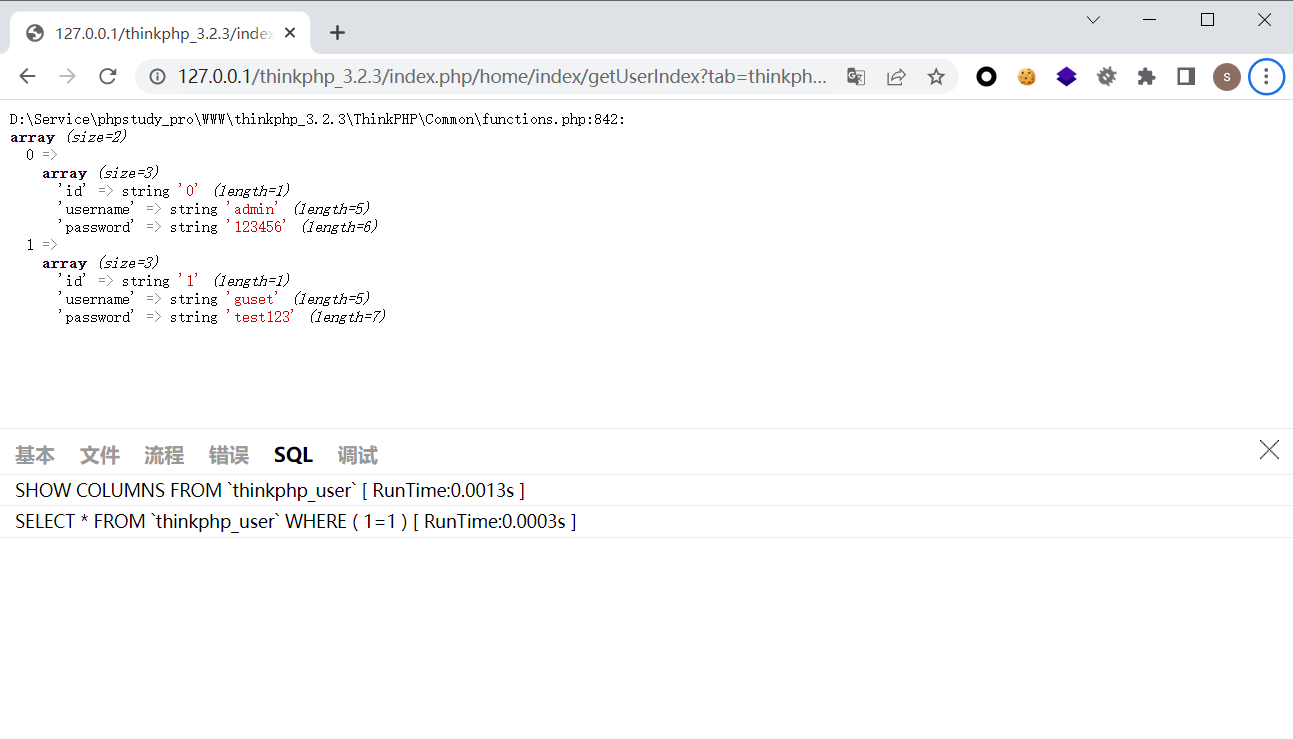 127.0.0.1/thinkphp_3.2.3/index
127.0.0.1/thinkphp_3.2.3/index.php/home/index/getUserIndex?tab=thinkph...
S
D:\Service\phpstudy_pro\WWW\thinkphp_3.2.3\ThinkPHP\Common\functions.php:842:
array (size=2)
0 =>
array (size=3)
'id' => string '0' (length=1)
'username' => string 'admin' (length=5)
'password' => string '123456' (length=6)
1 =>
array (size=3)
'id' => string '1' (length=1)
'username' => string 'guset' (length=5)
'password' => string 'test123' (length=7)
基本 文件 流程 错误 SQL 调试
SHOW COLUMNS FROM `thinkphp_user` [ RunTime:0.0013s ]
SELECT * FROM `thinkphp_user` WHERE ( 1=1 ) [ RunTime:0.0003s ]